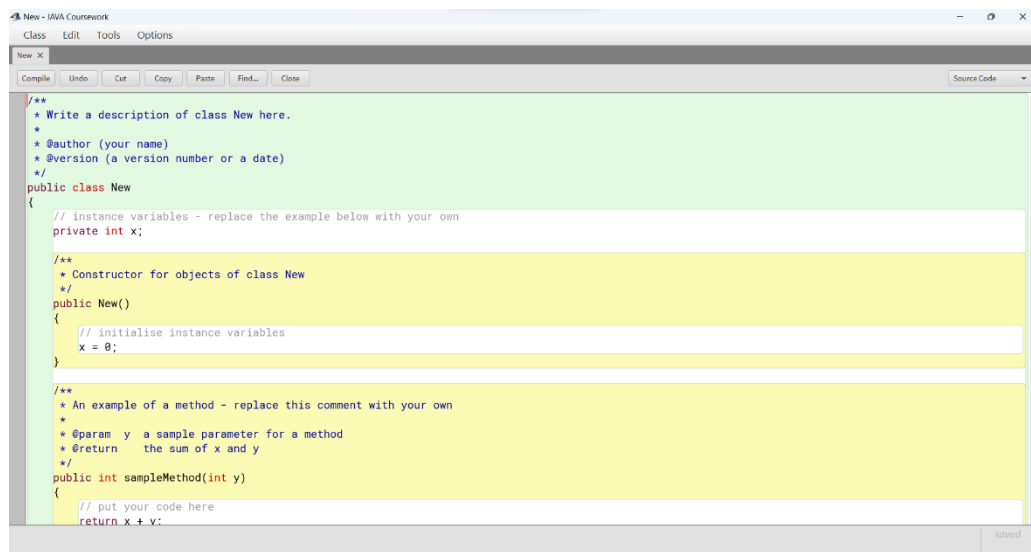 New - JAVA Coursework
Class Edit Tools Options
New X
Compile Undo Cut Copy Paste Find... Close Source Code
/**
 * Write a description of class New here.
 *
 * @author (your name)
 * @version (a version number or a date)
 */
public class New
{
    // instance variables - replace the example below with your own
    private int x;
    /**
     * Constructor for objects of class New
     */
    public New()
    {
        // initialise instance variables
        x = 0;
    }
    /**
     * An example of a method - replace this comment with your own
     *
     * @param  y  a sample parameter for a method
     * @return    the sum of x and y
     */
    public int sampleMethod(int y)
    {
        // put your code here
        return x + y;
saved